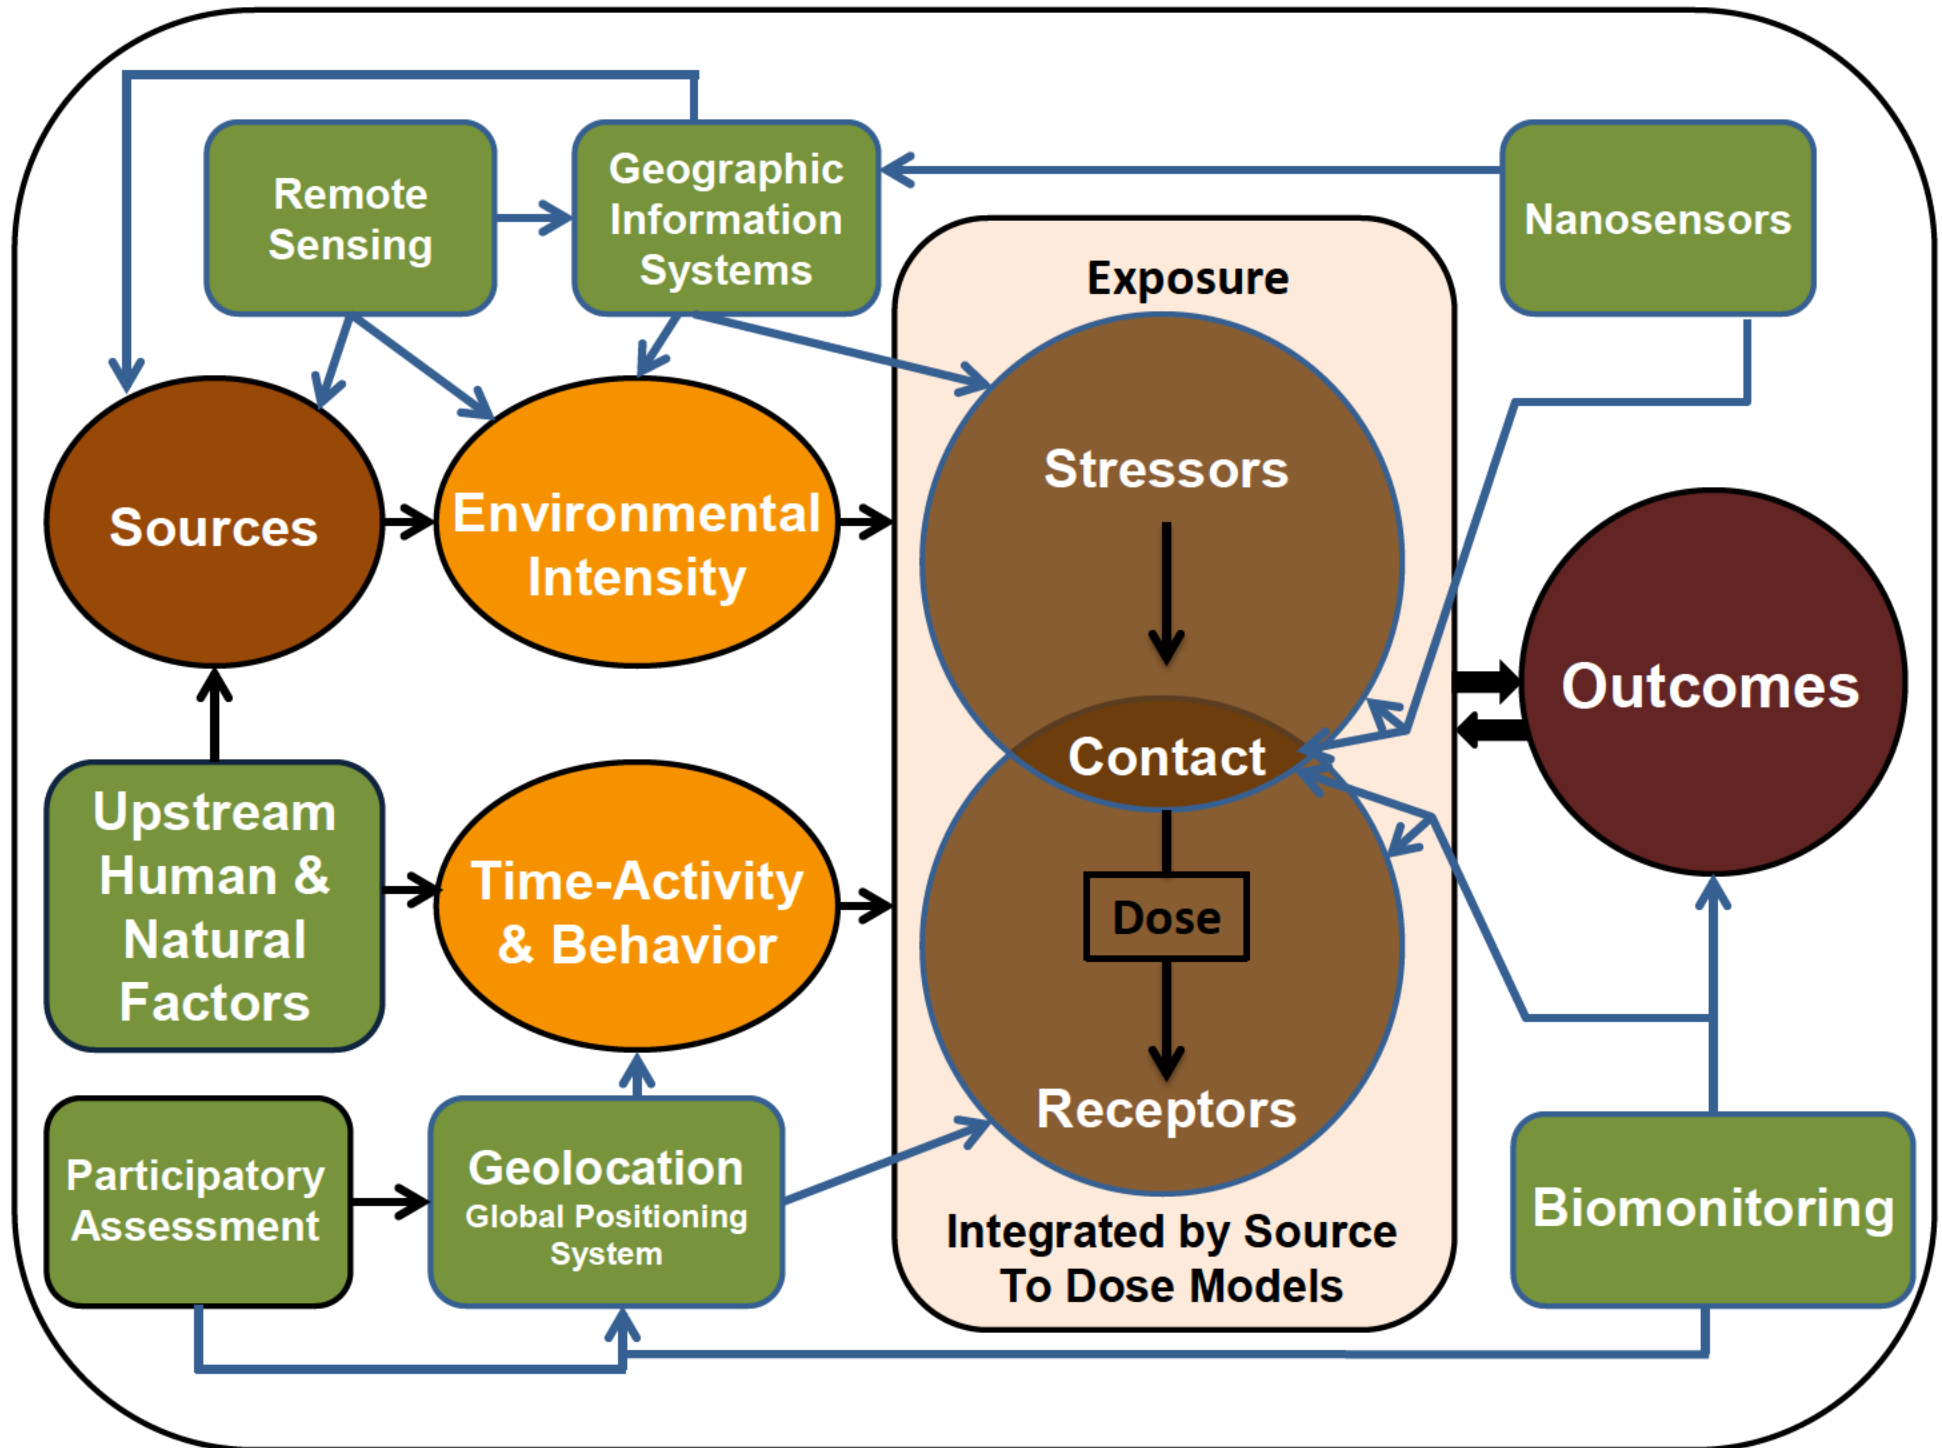 Remote
Sensing
Geographic
Information
Systems
Nanosensors
Exposure
Sources
Environmental
Intensity
Stressors
Contact
Outcomes
Upstream
Human &
Natural
Factors
Time-Activity
& Behavior
Dose
Receptors
Participatory
Assessment
Geolocation
Global Positioning
System
Integrated by Source
To Dose Models
Biomonitoring